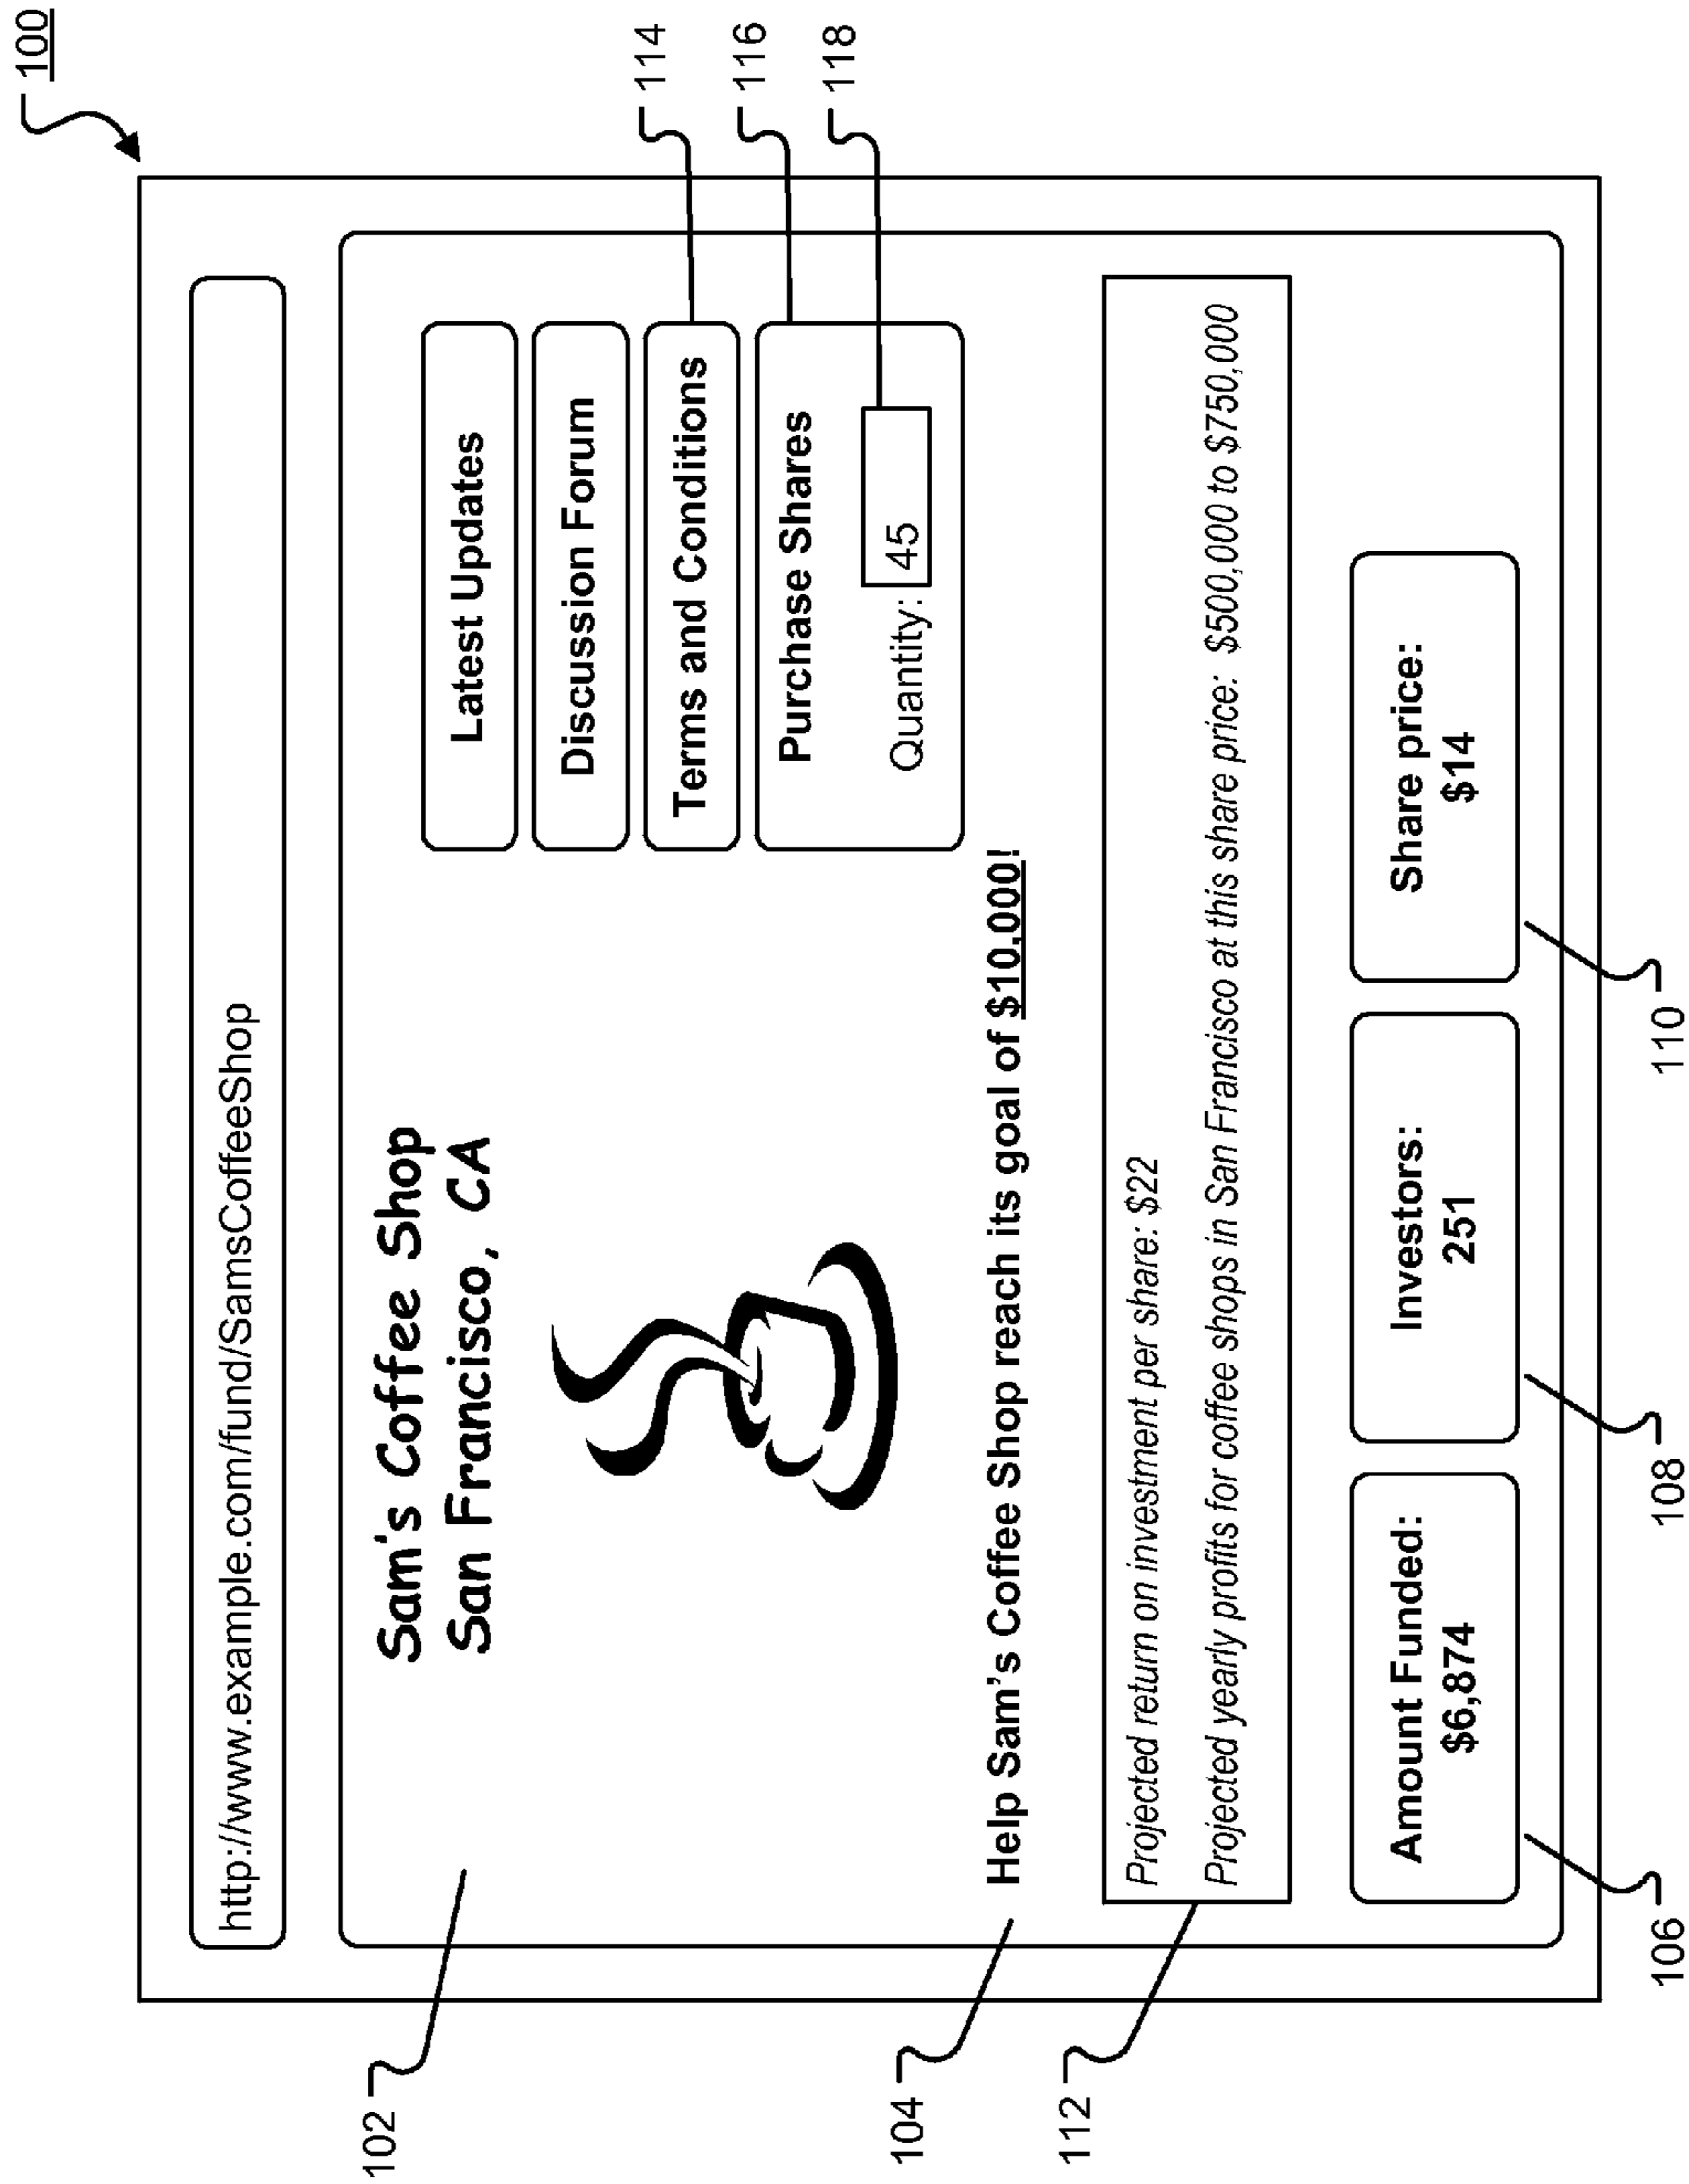 100
http://www.example.com/fund/SamsCoffeeShop
102
Sam's Coffee Shop
San Francisco, CA
Latest Updates
Discussion Forum
Terms and Conditions
114
Purchase Shares
116
Quantity: 45
118
104
Help Sam's Coffee Shop reach its goal of $10,000!
112
Projected return on investment per share: $22
Projected yearly profits for coffee shops in San Francisco at this share price: $500,000 to $750,000
Amount Funded:
$6,874
Investors:
251
Share price:
$14
106
108
110